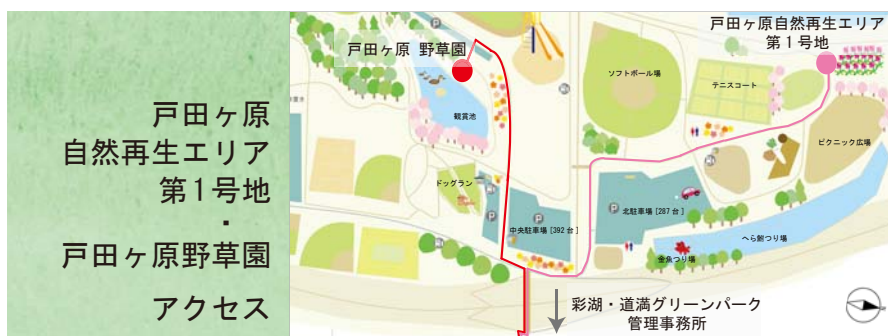 戸田ヶ原
自然再生エリア
第1号地
・
戸田ヶ原野草園
アクセス
戸田ヶ原 野草園
戸田ヶ原自然再生エリア
第1号地
P
ソフトボール場
テニスコート
観賞池
ピクニック広場
ドッグラン
P
P
中央駐車場 [392台]
P
北駐車場 [287台]
へら鮒つり場
金魚つり場
彩湖・道満グリーンパーク
管理事務所